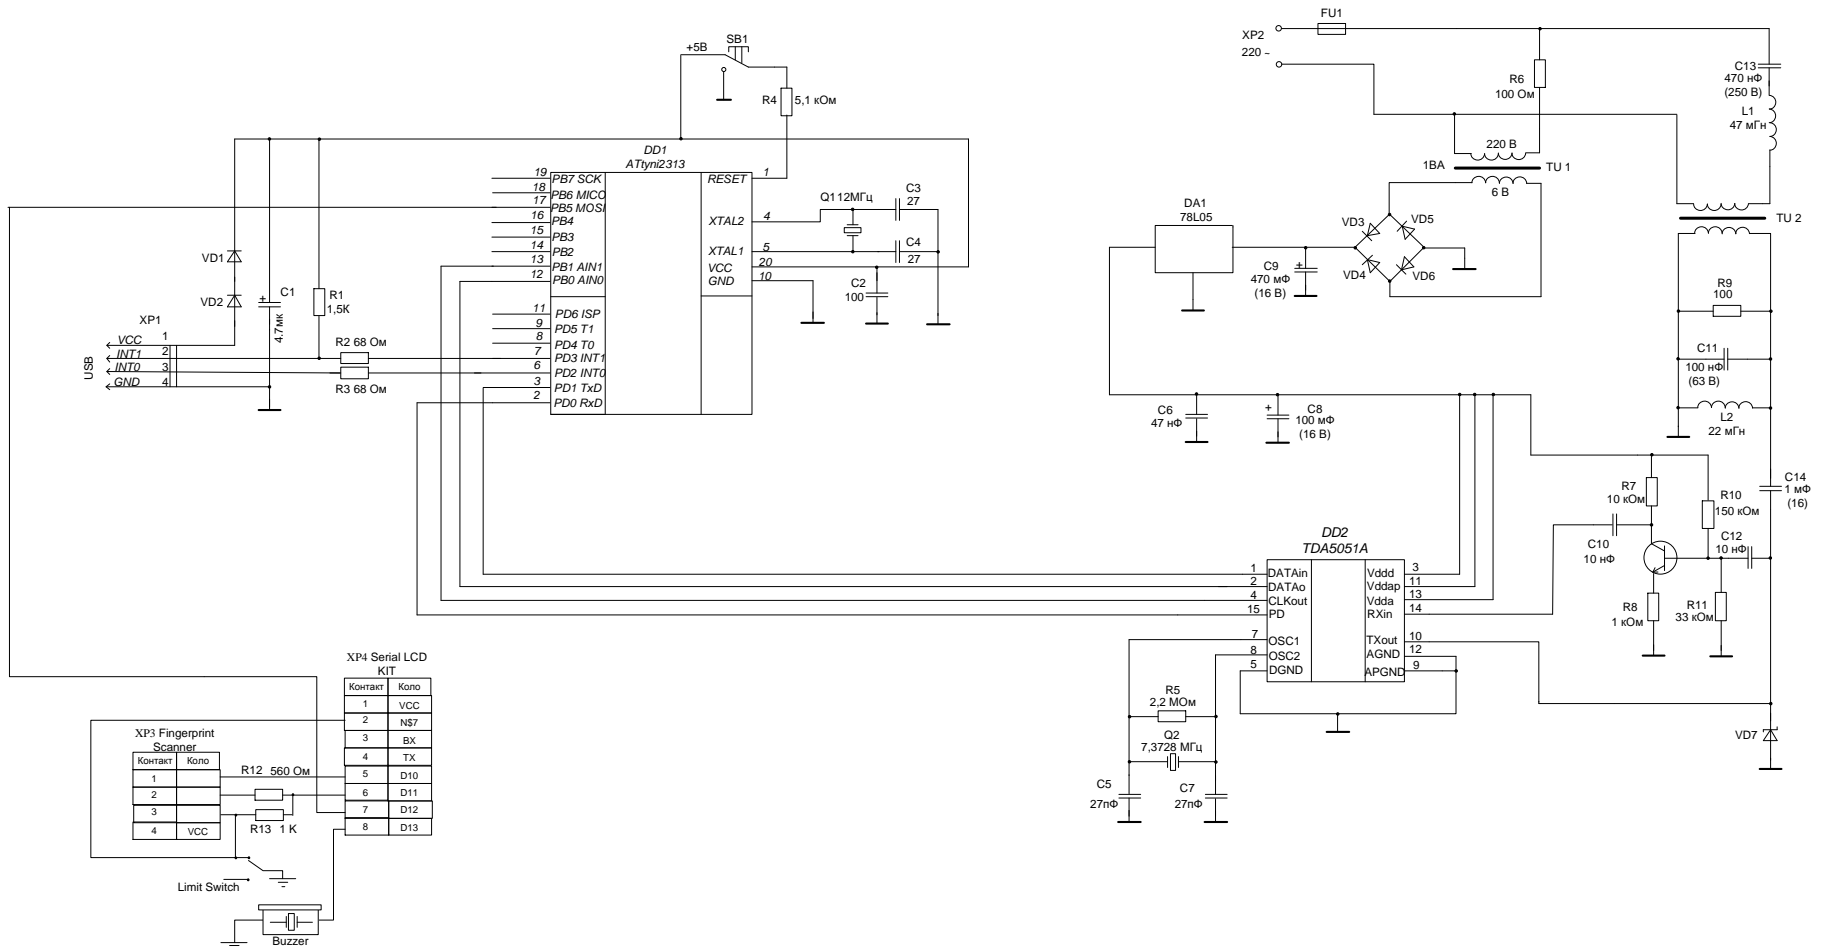 FU1
XP2
220 ~
R6
100 Ом
C13
470 нФ
(250 В)
L1
47 мГн
220 В
1ВА
TU 1
6 В
TU 2
SB1
+5В
R4
5,1 кОм
DD1
ATtyni2313
19
PB7 SCK
18
PB6 MICO
17
PB5 MOSI
16
PB4
15
PB3
14
PB2
13
PB1 AIN1
12
PB0 AIN0
11
PD6 ISP
9
PD5 T1
8
PD4 T0
7
PD3 INT1
6
PD2 INT0
3
PD1 TxD
2
PD0 RxD
RESET
1
XTAL2
4
XTAL1
5
VCC
20
GND
10
Q112МГц
C3
27
C4
27
C2
100
VD1
VD2
C1
4.7мк
R1
1,5К
XP1
USB
VCC
1
INT1
2
INT0
3
GND
4
R2 68 Ом
R3 68 Ом
DA1
78L05
C9
470 мФ
(16 В)
VD3
VD5
VD4
VD6
C6
47 нФ
C8
100 мФ
(16 В)
R9
100
C11
100 нФ
(63 В)
L2
22 мГн
C14
1 мФ
(16)
R7
10 кОм
R10
150 кОм
C10
10 нФ
C12
10 нФ
R8
1 кОм
R11
33 кОм
VD7
DD2
TDA5051A
1
DATAin
2
DATAo
4
CLKout
15
PD
7
OSC1
8
OSC2
5
DGND
Vddd
3
Vddap
11
Vdda
13
RXin
14
TXout
10
AGND
12
APGND
9
R5
2,2 МОм
Q2
7,3728 МГц
C5
27пФ
C7
27пФ
XP4 Serial LCD
KIT
Контакт Коло
1 VCC
2 N$7
3 BX
4 TX
5 D10
6 D11
7 D12
8 D13
XP3 Fingerprint
Scanner
Контакт Коло
1
2
3
4 VCC
R12 560 Ом
R13 1 K
Limit Switch
Buzzer